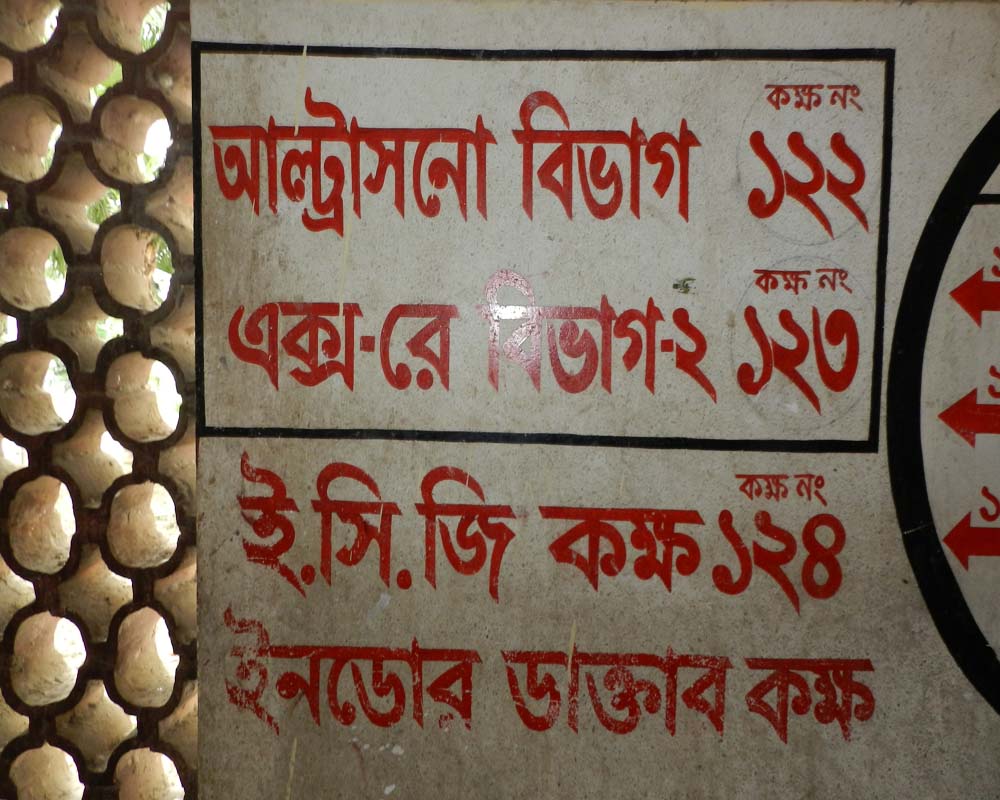 কক্ষ নং
আল্ট্রাসনো বিভাগ ১২২
কক্ষ নং
এক্স-রে বিভাগ-২ ১২৩
কক্ষ নং
ই.সি.জি কক্ষ ১২৪
ইনডোর ডাক্তার কক্ষ